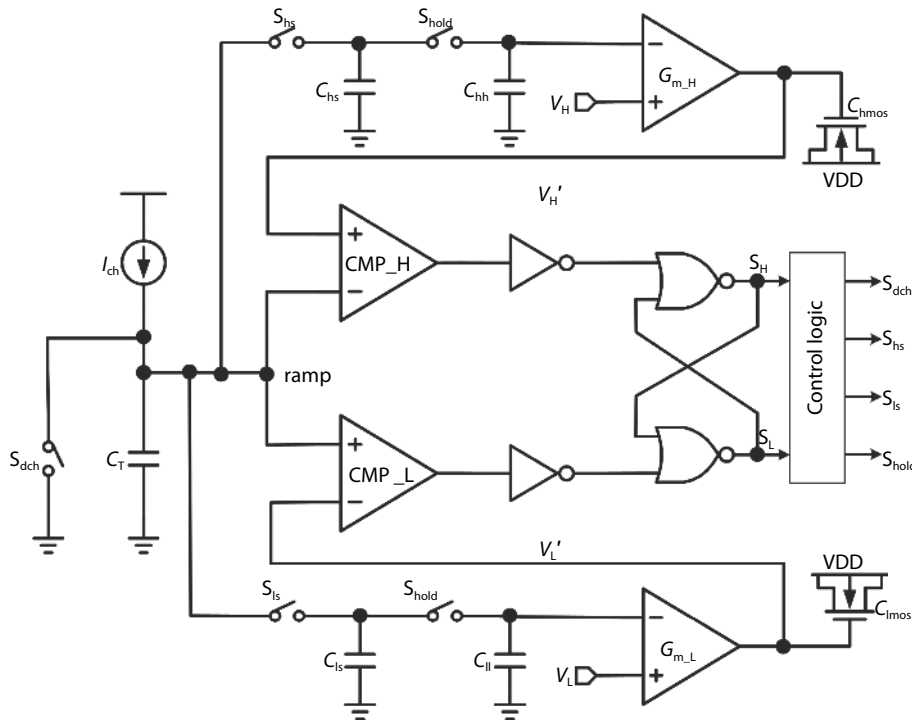 S_hs
S_hold
C_hs
C_hh
V_H
−
+
G_m_H
C_hmos
VDD
V_H'
I_ch
+
CMP_H
−
S_H
S_dch
S_hs
S_ls
S_hold
Control logic
ramp
S_dch
C_T
+
CMP _L
−
S_L
V_L'
VDD
C_lmos
S_ls
S_hold
C_ls
C_ll
V_L
−
+
G_m_L